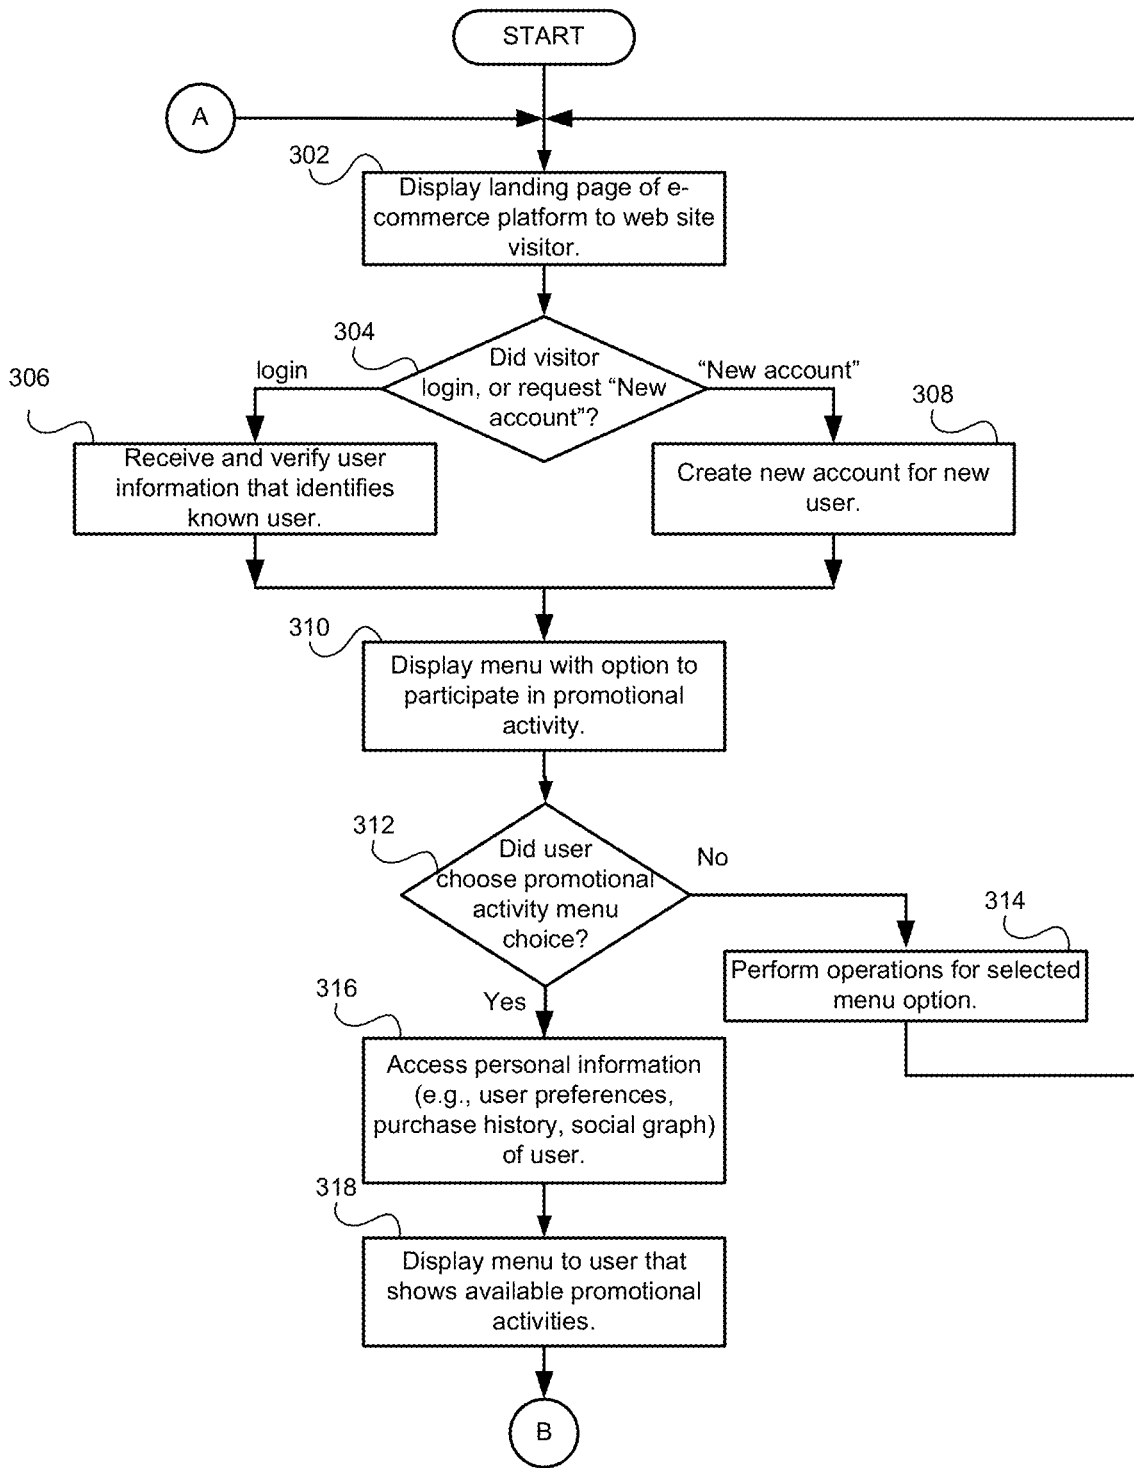 START
A
302
Display landing page of e-
commerce platform to web site
visitor.
304
Did visitor
login, or request “New
account”?
login
“New account”
306
Receive and verify user
information that identifies
known user.
308
Create new account for new
user.
310
Display menu with option to
participate in promotional
activity.
312
Did user
choose promotional
activity menu
choice?
No
314
Perform operations for selected
menu option.
Yes
316
Access personal information
(e.g., user preferences,
purchase history, social graph)
of user.
318
Display menu to user that
shows available promotional
activities.
B